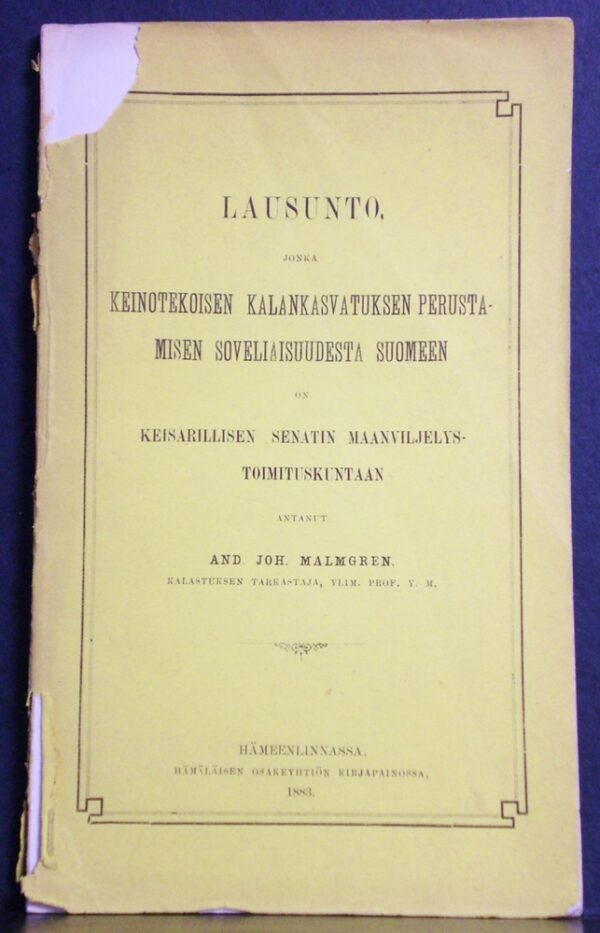 LAUSUNTO,
JONKA
KEINOTEKOISEN KALANKASVATUKSEN PERUSTA-
MISEN SOVELIAISUUDESTA SUOMEEN
ON
KEISARILLISEN SENATIN MAANVILJELYS-
TOIMITUSKUNTAAN
ANTANUT
AND. JOH. MALMGREN,
KALASTUKSEN TARKASTAJA, YLIM. PROF. Y. M.
HÄMEENLINNASSA,
HÄMÄLÄISEN OSAKEYHTIÖN KIRJAPAINOSSA,
1883.